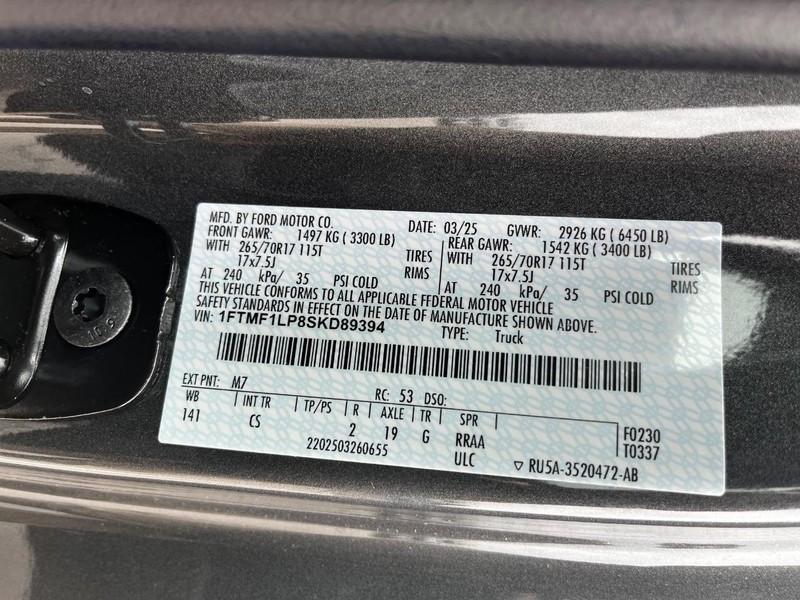 MFD. BY FORD MOTOR CO. DATE: 03/25 GVWR: 2926 KG ( 6450 LB)
FRONT GAWR: 1497 KG ( 3300 LB) REAR GAWR: 1542 KG ( 3400 LB)
WITH 265/70R17 115T TIRES WITH 265/70R17 115T TIRES
17x7.5J RIMS 17x7.5J RIMS
AT 240 kPa/ 35 PSI COLD AT 240 kPa/ 35 PSI COLD
THIS VEHICLE CONFORMS TO ALL APPLICABLE FFDERAL MOTOR VEHICLE
SAFETY STANDARDS IN EFFECT ON THE DATE OF MANUFACTURE SHOWN ABOVE.
VIN: 1FTMF1LP8SKD89394 TYPE: Truck
EXT PNT: M7 RC: 53 DSO:
WB INT TR TP/PS R AXLE TR SPR
141 CS 2 19 G RRAA F0230
2202503260655 ULC T0337
▽ RU5A-3520472-AB
10.9